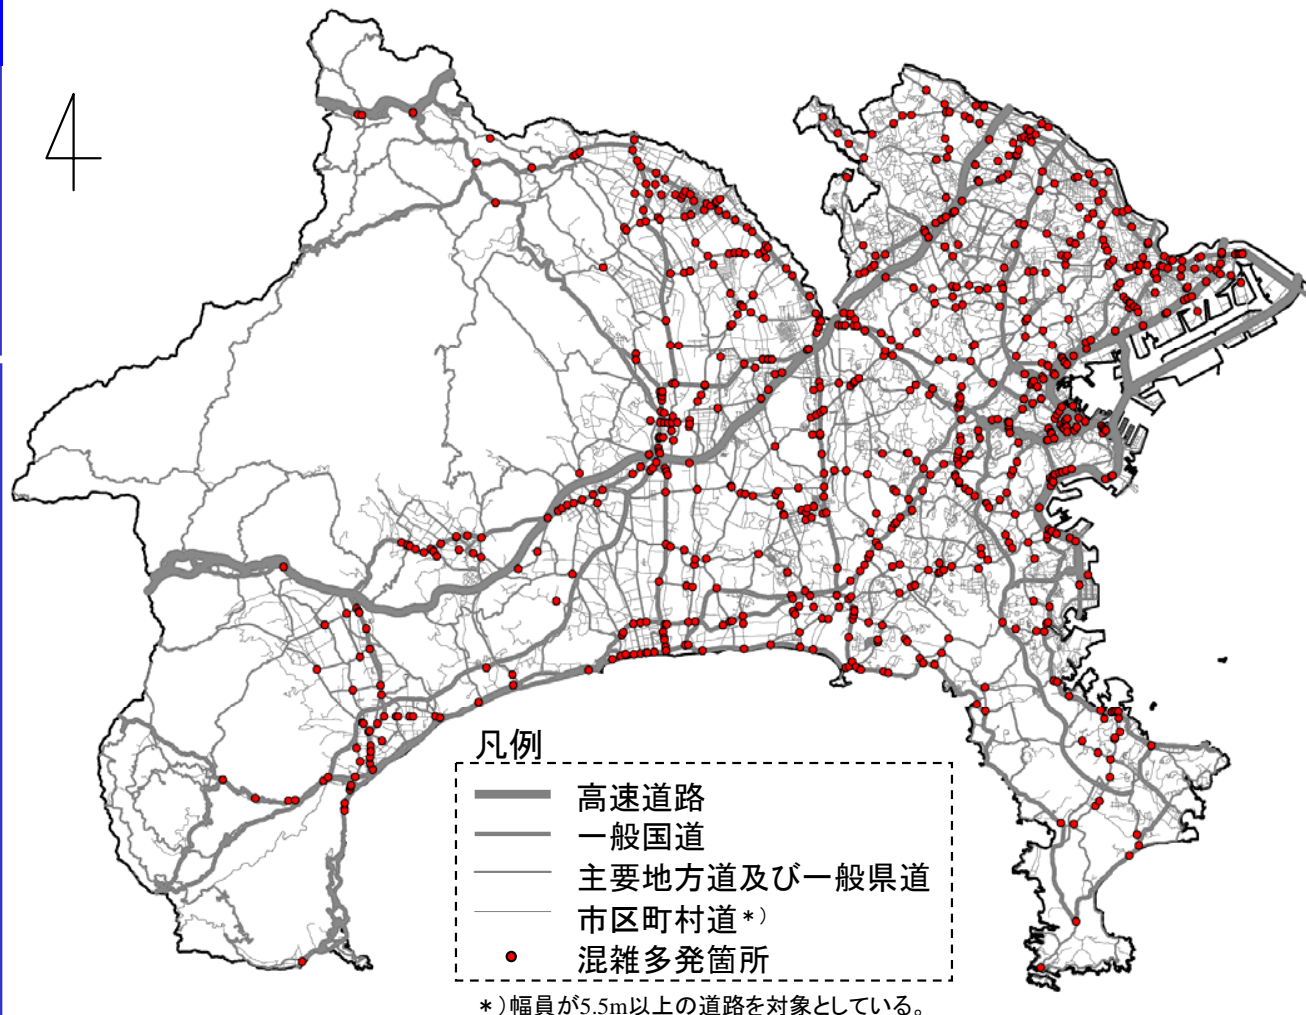 凡例
高速道路
一般国道
主要地方道及び一般県道
市区町村道*)
混雑多発箇所
*)幅員が5.5m以上の道路を対象としている。